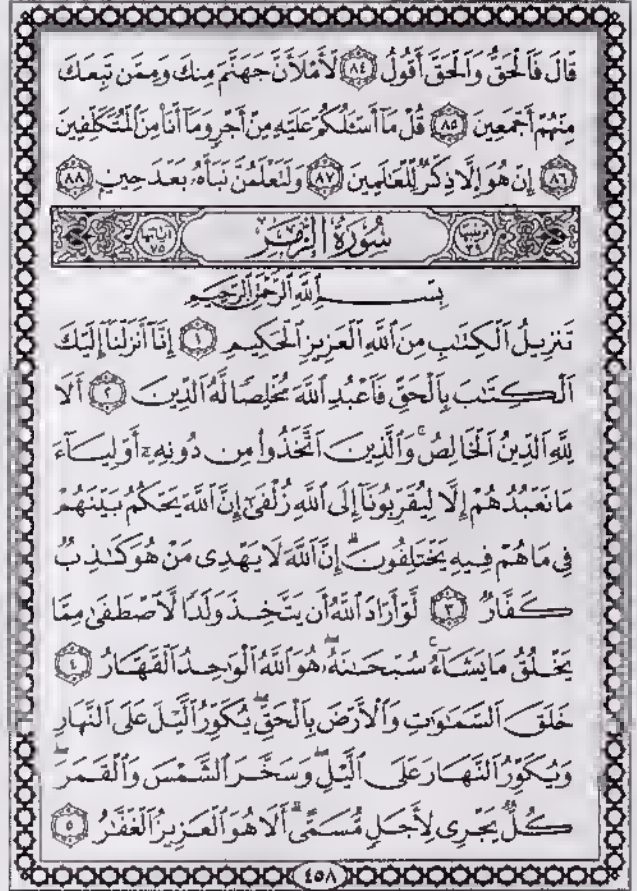 قَالَ فَٱلْحَقُّ وَٱلْحَقَّ أَقُولُ ٨٤ لَأَمْلَأَنَّ جَهَنَّمَ مِنكَ وَمِمَّن تَبِعَكَ
مِنْهُمْ أَجْمَعِينَ ٨٥ قُلْ مَآ أَسْـَٔلُكُمْ عَلَيْهِ مِنْ أَجْرٍ وَمَآ أَنَا۠ مِنَ ٱلْمُتَكَلِّفِينَ
٨٦ إِنْ هُوَ إِلَّا ذِكْرٌ لِّلْعَـٰلَمِينَ ٨٧ وَلَتَعْلَمُنَّ نَبَأَهُۥ بَعْدَ حِينِۭ ٨٨
ترتيبها ٣٩ سُورَةُ الزُّمَرِ آياتها ٧٥
بِسْمِ ٱللَّهِ ٱلرَّحْمَـٰنِ ٱلرَّحِيمِ
تَنزِيلُ ٱلْكِتَـٰبِ مِنَ ٱللَّهِ ٱلْعَزِيزِ ٱلْحَكِيمِ ١ إِنَّآ أَنزَلْنَآ إِلَيْكَ
ٱلْكِتَـٰبَ بِٱلْحَقِّ فَٱعْبُدِ ٱللَّهَ مُخْلِصًا لَّهُ ٱلدِّينَ ٢ أَلَا
لِلَّهِ ٱلدِّينُ ٱلْخَالِصُ ۚ وَٱلَّذِينَ ٱتَّخَذُوا۟ مِن دُونِهِۦٓ أَوْلِيَآءَ
مَا نَعْبُدُهُمْ إِلَّا لِيُقَرِّبُونَآ إِلَى ٱللَّهِ زُلْفَىٰٓ إِنَّ ٱللَّهَ يَحْكُمُ بَيْنَهُمْ
فِى مَا هُمْ فِيهِ يَخْتَلِفُونَ ۗ إِنَّ ٱللَّهَ لَا يَهْدِى مَنْ هُوَ كَـٰذِبٌ
كَفَّارٌ ٣ لَّوْ أَرَادَ ٱللَّهُ أَن يَتَّخِذَ وَلَدًا لَّٱصْطَفَىٰ مِمَّا
يَخْلُقُ مَا يَشَآءُ ۚ سُبْحَـٰنَهُۥ ۖ هُوَ ٱللَّهُ ٱلْوَٰحِدُ ٱلْقَهَّارُ ٤
خَلَقَ ٱلسَّمَـٰوَٰتِ وَٱلْأَرْضَ بِٱلْحَقِّ ۖ يُكَوِّرُ ٱلَّيْلَ عَلَى ٱلنَّهَارِ
وَيُكَوِّرُ ٱلنَّهَارَ عَلَى ٱلَّيْلِ ۖ وَسَخَّرَ ٱلشَّمْسَ وَٱلْقَمَرَ ۖ
كُلٌّ يَجْرِى لِأَجَلٍ مُّسَمًّى ۗ أَلَا هُوَ ٱلْعَزِيزُ ٱلْغَفَّـٰرُ ٥
٤٥٨